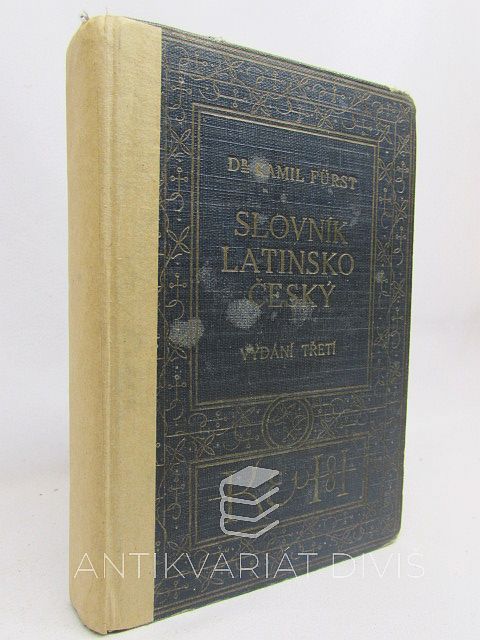 DR KAMIL FÜRST
SLOVNÍK
LATINSKO
ČESKÝ
VYDÁNÍ TŘETÍ
ANTIKVARIÁT DIVIŠ